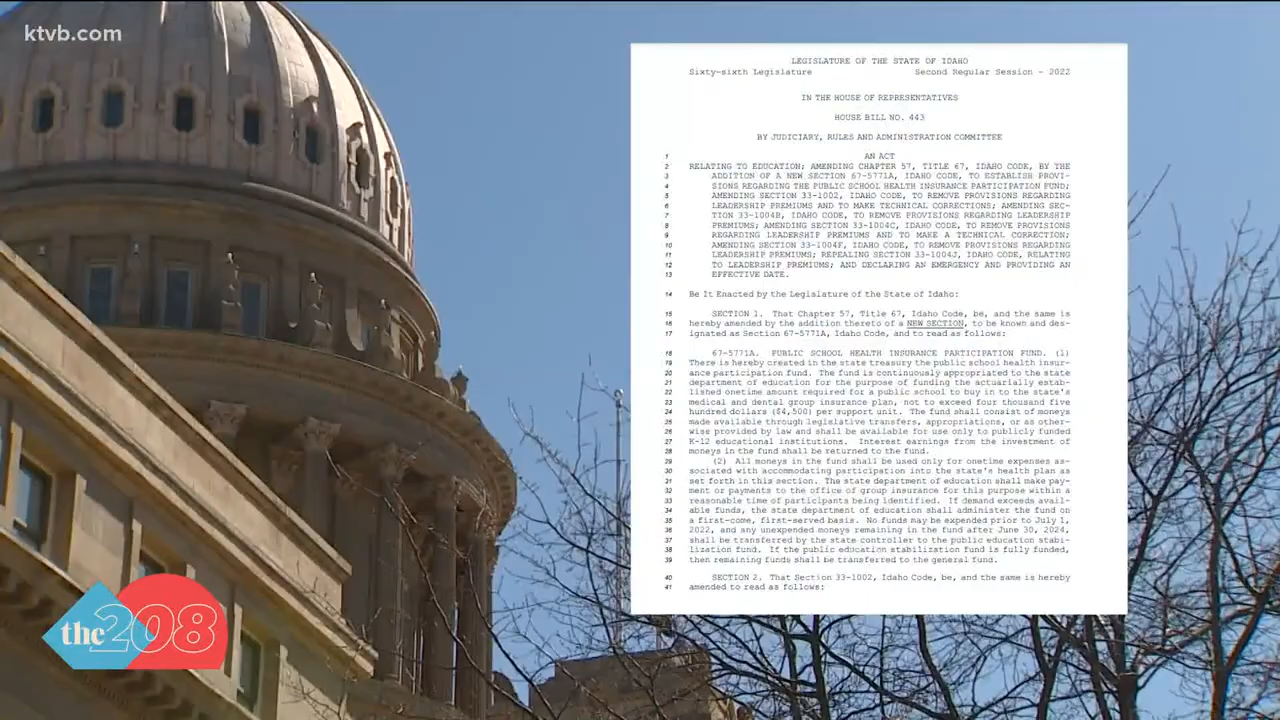 ktvb.com
LEGISLATURE OF THE STATE OF IDAHO
Sixty-sixth Legislature Second Regular Session - 2022
IN THE HOUSE OF REPRESENTATIVES
HOUSE BILL NO. 443
BY JUDICIARY, RULES AND ADMINISTRATION COMMITTEE
1 AN ACT
2 RELATING TO EDUCATION; AMENDING CHAPTER 57, TITLE 67, IDAHO CODE, BY THE
3 ADDITION OF A NEW SECTION 67-5771A, IDAHO CODE, TO ESTABLISH PROVI-
4 SIONS REGARDING THE PUBLIC SCHOOL HEALTH INSURANCE PARTICIPATION FUND;
5 AMENDING SECTION 33-1002, IDAHO CODE, TO REMOVE PROVISIONS REGARDING
6 LEADERSHIP PREMIUMS AND TO MAKE TECHNICAL CORRECTIONS; AMENDING SEC-
7 TION 33-1004B, IDAHO CODE, TO REMOVE PROVISIONS REGARDING LEADERSHIP
8 PREMIUMS; AMENDING SECTION 33-1004C, IDAHO CODE, TO REMOVE PROVISIONS
9 REGARDING LEADERSHIP PREMIUMS AND TO MAKE A TECHNICAL CORRECTION;
10 AMENDING SECTION 33-1004F, IDAHO CODE, TO REMOVE PROVISIONS REGARDING
11 LEADERSHIP PREMIUMS; REPEALING SECTION 33-1004J, IDAHO CODE, RELATING
12 TO LEADERSHIP PREMIUMS; AND DECLARING AN EMERGENCY AND PROVIDING AN
13 EFFECTIVE DATE.
14 Be It Enacted by the Legislature of the State of Idaho:
15 SECTION 1. That Chapter 57, Title 67, Idaho Code, be, and the same is
16 hereby amended by the addition thereto of a NEW SECTION, to be known and des-
17 ignated as Section 67-5771A, Idaho Code, and to read as follows:
18 67-5771A. PUBLIC SCHOOL HEALTH INSURANCE PARTICIPATION FUND. (1)
19 There is hereby created in the state treasury the public school health insur-
20 ance participation fund. The fund is continuously appropriated to the state
21 department of education for the purpose of funding the actuarially estab-
22 lished onetime amount required for a public school to buy in to the state's
23 medical and dental group insurance plan, not to exceed four thousand five
24 hundred dollars ($4,500) per support unit. The fund shall consist of moneys
25 made available through legislative transfers, appropriations, or as other-
26 wise provided by law and shall be available for use only to publicly funded
27 K-12 educational institutions. Interest earnings from the investment of
28 moneys in the fund shall be returned to the fund.
29 (2) All moneys in the fund shall be used only for onetime expenses as-
30 sociated with accommodating participation into the state's health plan as
31 set forth in this section. The state department of education shall make pay-
32 ment or payments to the office of group insurance for this purpose within a
33 reasonable time of participants being identified. If demand exceeds avail-
34 able funds, the state department of education shall administer the fund on
35 a first-come, first-served basis. No funds may be expended prior to July 1,
36 2022, and any unexpended moneys remaining in the fund after June 30, 2024,
37 shall be transferred by the state controller to the public education stabi-
38 lization fund. If the public education stabilization fund is fully funded,
39 then remaining funds shall be transferred to the general fund.
40 SECTION 2. That Section 33-1002, Idaho Code, be, and the same is hereby
41 amended to read as follows:
the208